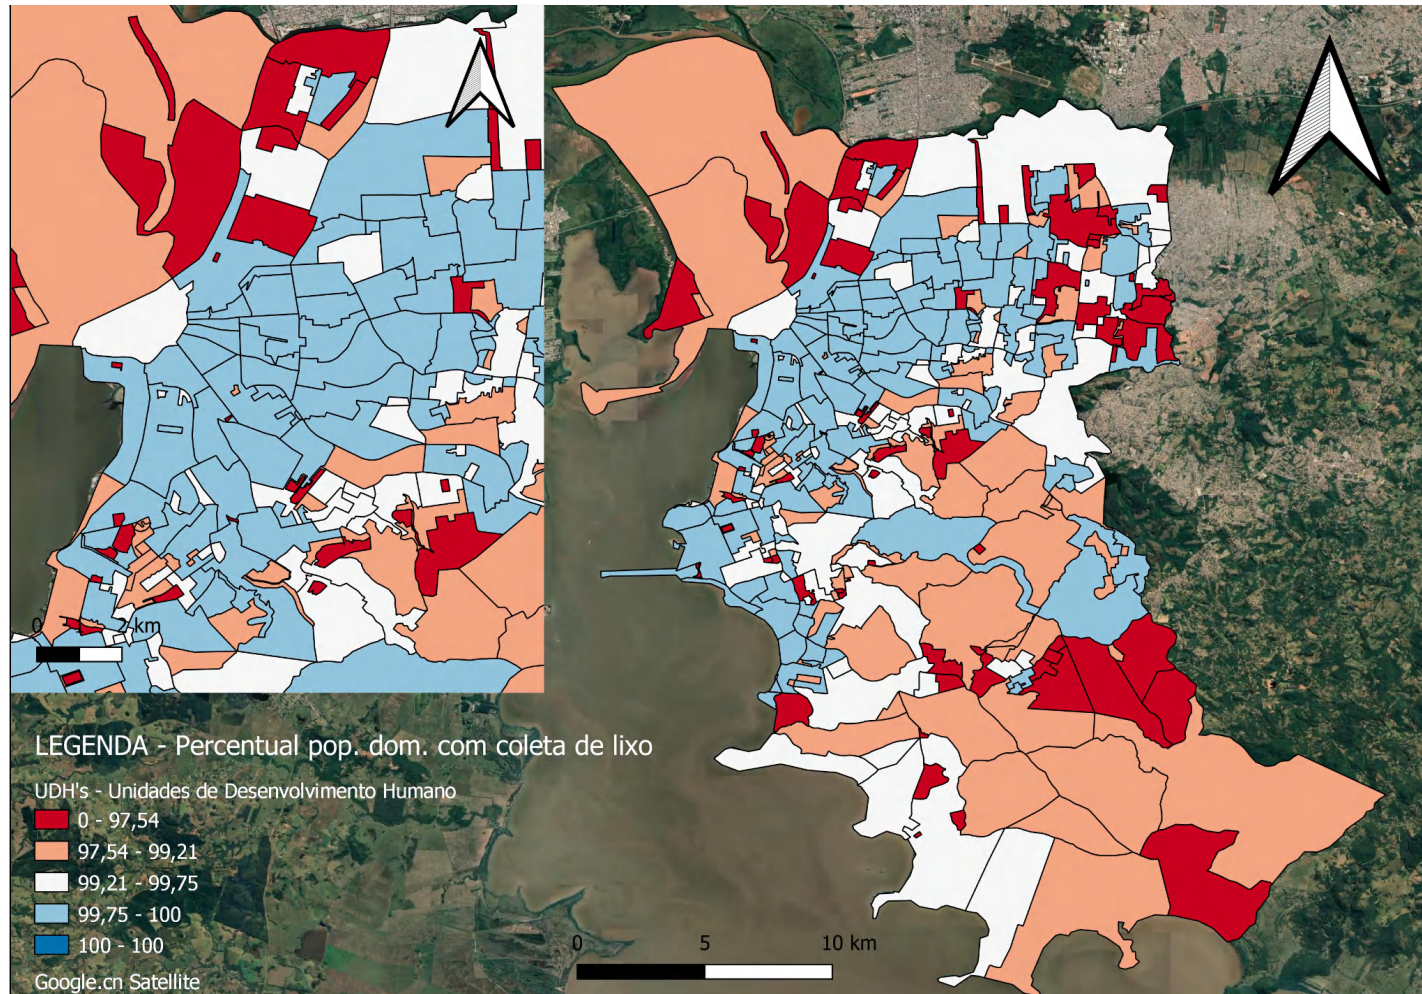 0 2 km
LEGENDA - Percentual pop. dom. com coleta de lixo
UDH's - Unidades de Desenvolvimento Humano
0 - 97,54
97,54 - 99,21
99,21 - 99,75
99,75 - 100
100 - 100
Google.cn Satellite
0 5 10 km